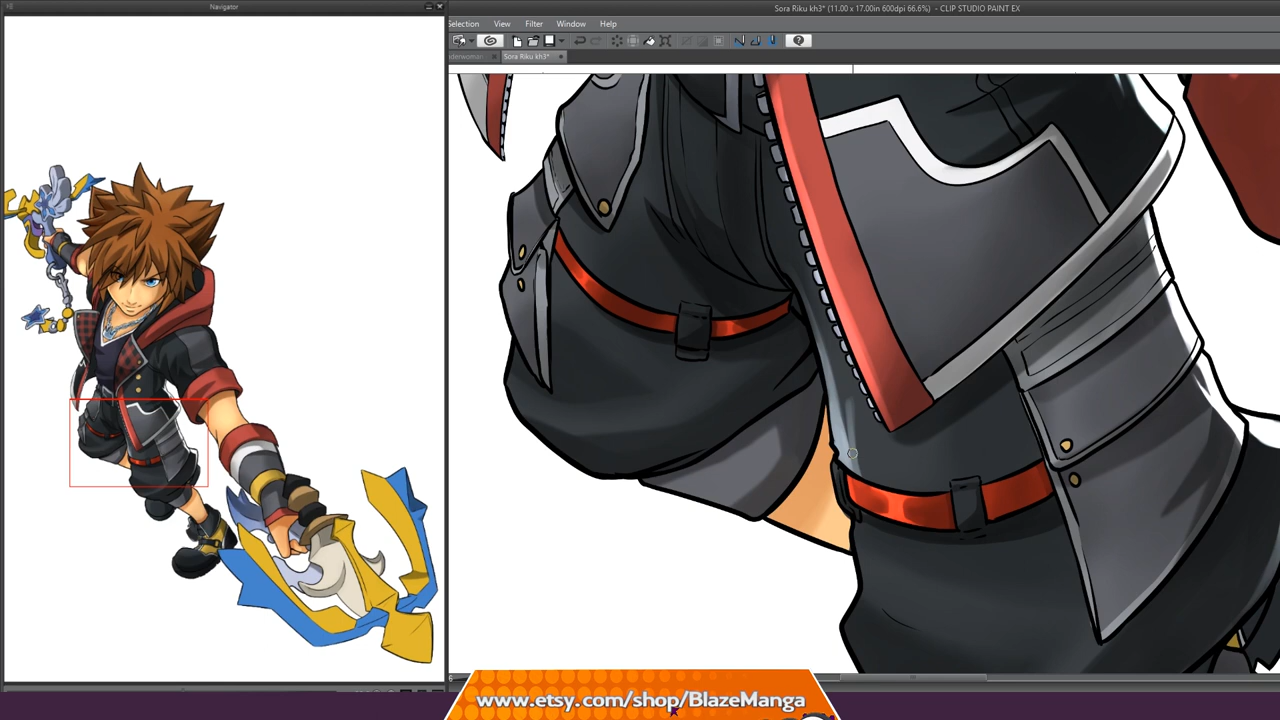 Navigator
Sora Riku kh3* (11.00 x 17.00in 600dpi 66.6%) - CLIP STUDIO PAINT EX
Selection View Filter Window Help
Sora Riku kh3*
www.etsy.com/shop/BlazeManga